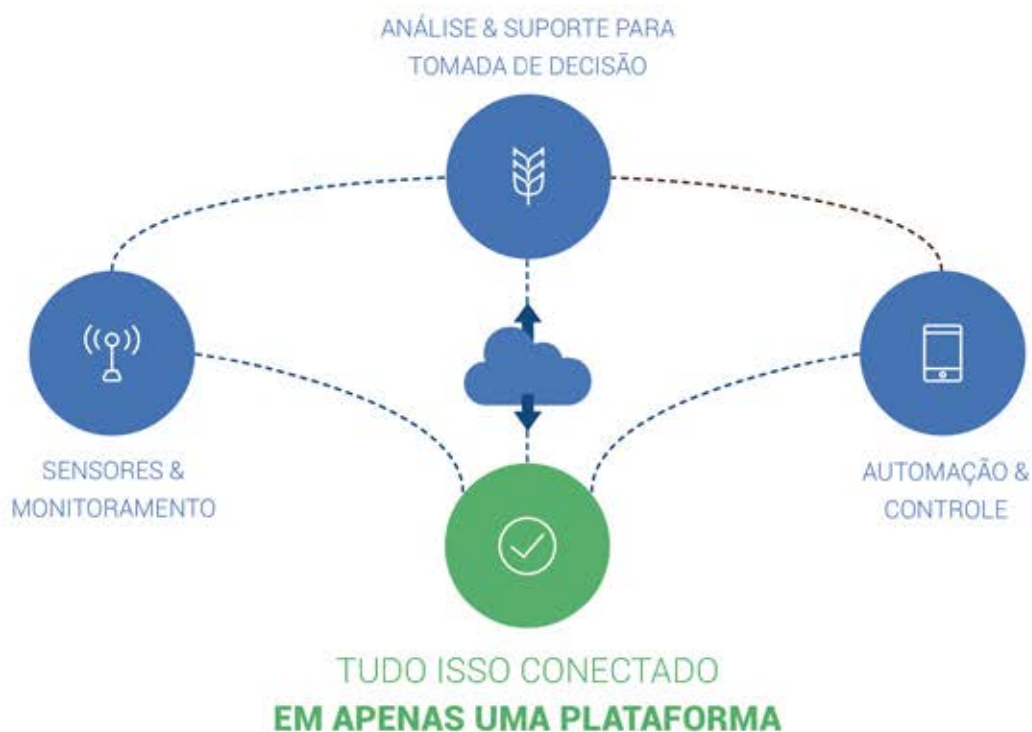 ANÁLISE & SUPORTE PARA
TOMADA DE DECISÃO
SENSORES &
MONITORAMENTO
AUTOMAÇÃO &
CONTROLE
TUDO ISSO CONECTADO
EM APENAS UMA PLATAFORMA